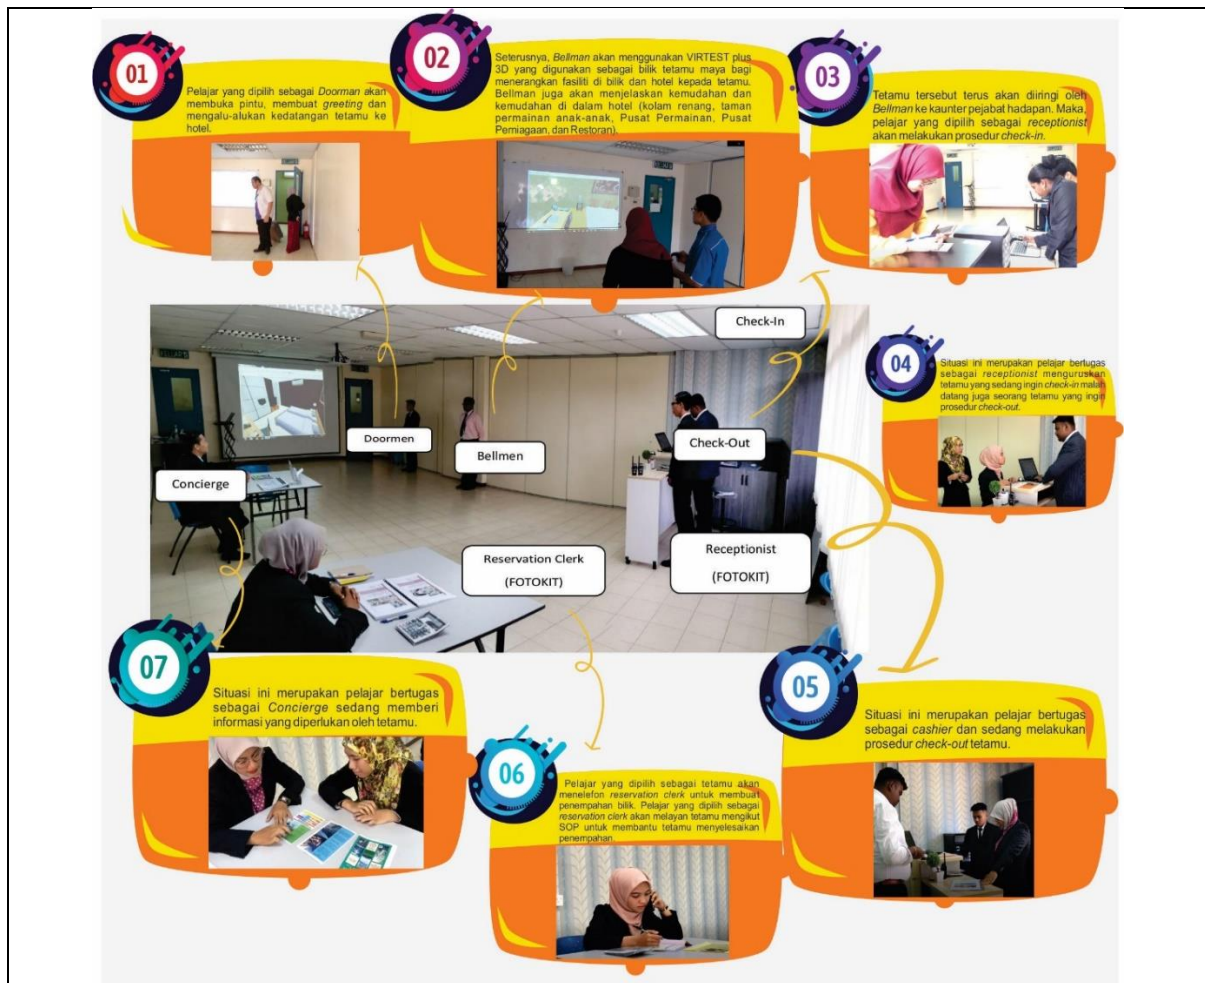 01
Pelajar yang dipilih sebagai Doorman akan
membuka pintu, membuat greeting dan
mengalu-alukan kedatangan tetamu ke
hotel.
02
Seterusnya, Bellman akan menggunakan VIRTEST plus
3D yang digunakan sebagai bilik tetamu maya bagi
menerangkan fasiliti di bilik dan hotel kepada tetamu.
Bellman juga akan menjelaskan kemudahan dan
kemudahan di dalam hotel (kolam renang, taman
permainan anak-anak, Pusat Permainan, Pusat
Perniagaan, dan Restoran).
03
Tetamu tersebut terus akan diiringi oleh
Bellman ke kaunter pejabat hadapan. Maka,
pelajar yang dipilih sebagai receptionist
akan melakukan prosedur check-in.
Check-In
04
Situasi ini merupakan pelajar bertugas
sebagai receptionist menguruskan
tetamu yang sedang ingin check-in malah
datang juga seorang tetamu yang ingin
prosedur check-out.
Doormen
Bellmen
Check-Out
Concierge
Reservation Clerk
(FOTOKIT)
Receptionist
(FOTOKIT)
05
Situasi ini merupakan pelajar bertugas
sebagai cashier dan sedang melakukan
prosedur check-out tetamu.
06
Pelajar yang dipilih sebagai tetamu akan
menelefon reservation clerk untuk membuat
penempahan bilik. Pelajar yang dipilih sebagai
reservation clerk akan melayan tetamu mengikut
SOP untuk membantu tetamu menyelesaikan
penempahan.
07
Situasi ini merupakan pelajar bertugas
sebagai Concierge sedang memberi
informasi yang diperlukan oleh tetamu.